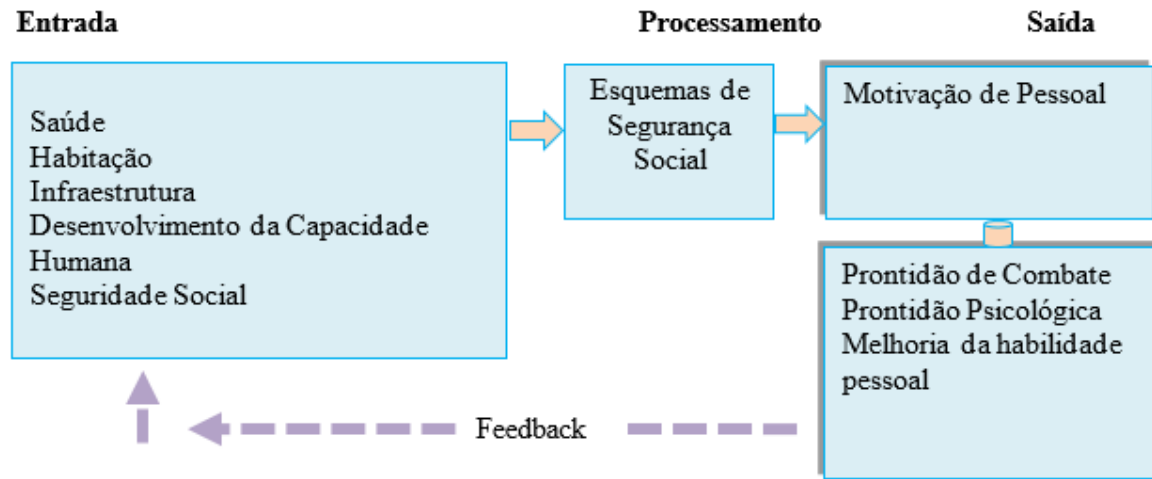 Entrada
Processamento
Saída
Saúde
Habitação
Infraestrutura
Desenvolvimento da Capacidade
Humana
Seguridade Social
Esquemas de
Segurança
Social
Motivação de Pessoal
Prontidão de Combate
Prontidão Psicológica
Melhoria da habilidade
pessoal
Feedback